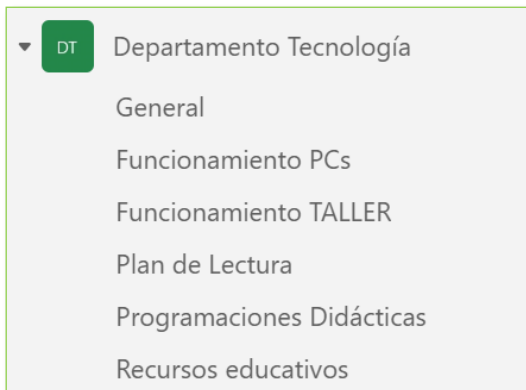 DT Departamento Tecnología
General
Funcionamiento PCs
Funcionamiento TALLER
Plan de Lectura
Programaciones Didácticas
Recursos educativos